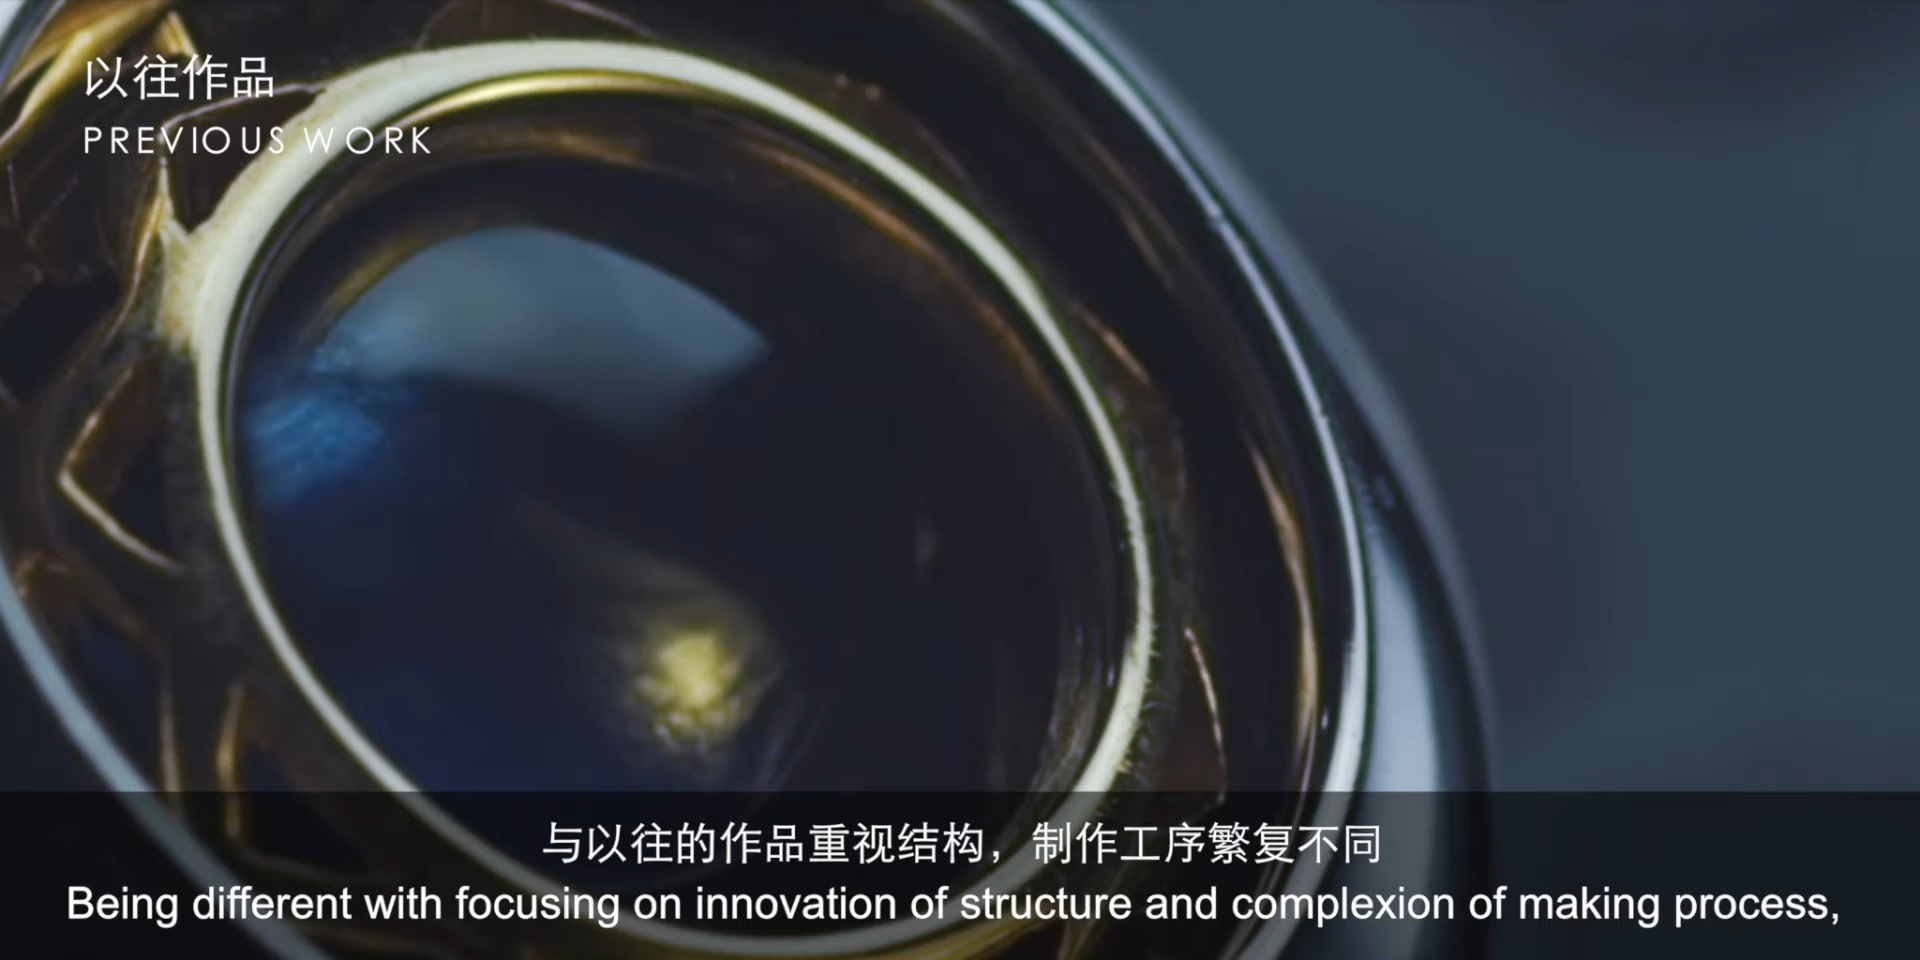 以往作品
PREVIOUS WORK
与以往的作品重视结构，制作工序繁复不同
Being different with focusing on innovation of structure and complexion of making process,